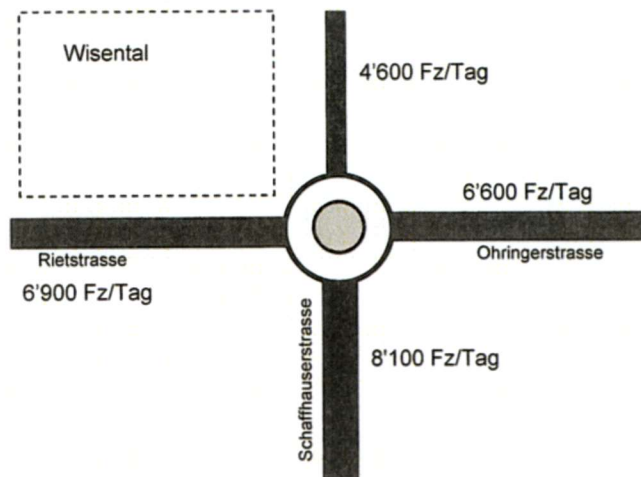 Wisental
4'600 Fz/Tag
6'600 Fz/Tag
Rietstrasse
Ohringerstrasse
6'900 Fz/Tag
Schaffhauserstrasse
8'100 Fz/Tag